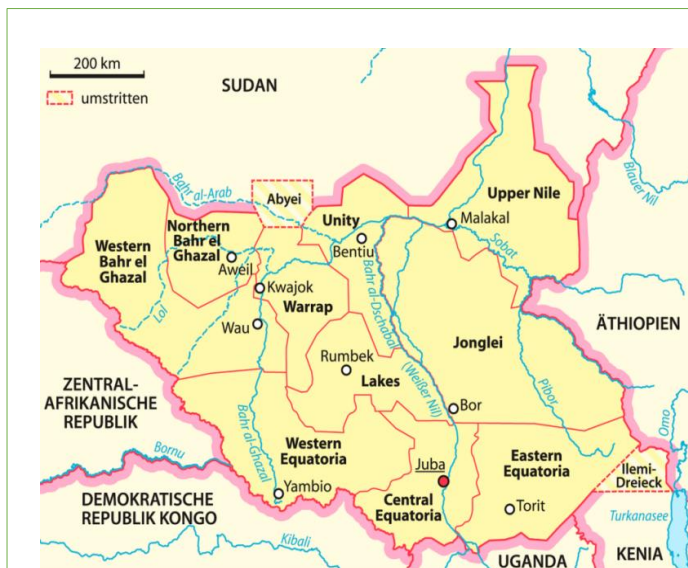 200 km
umstritten
SUDAN
Bahr al-Arab
Abyei
Blauer Nil
Upper Nile
Northern
Bahr el
Ghazal
Unity
Malakal
Western
Bahr el
Ghazal
Bentiu
Sobat
Aweil
Kwajok
Warrap
Bahr al-Dschabal
(Weißer Nil)
Lol
Wau
ÄTHIOPIEN
Jonglei
Rumbek
Lakes
ZENTRAL-
AFRIKANISCHE
REPUBLIK
Pibor
Bor
Omo
Bahr al-Ghazal
Western
Equatoria
Bornu
Eastern
Equatoria
Juba
Ilemi-
Dreieck
Yambio
DEMOKRATISCHE
REPUBLIK KONGO
Central
Equatoria
Torit
Turkanasee
Kibali
UGANDA
KENIA